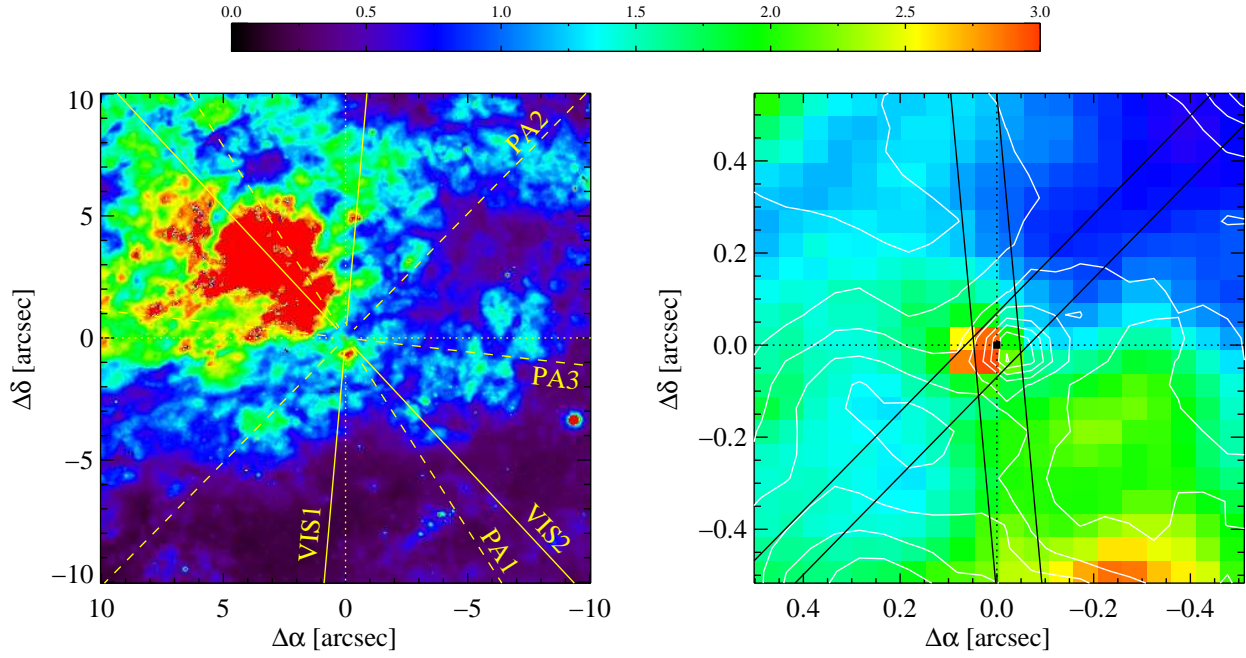 0.0 0.5 1.0 1.5 2.0 2.5 3.0
10
5
0
−5
−10
10 5 0 −5 −10
Δα [arcsec]
Δδ [arcsec]
PA2
PA3
VIS1
PA1
VIS2
0.4
0.2
0.0
−0.2
−0.4
0.4 0.2 0.0 −0.2 −0.4
Δα [arcsec]
Δδ [arcsec]